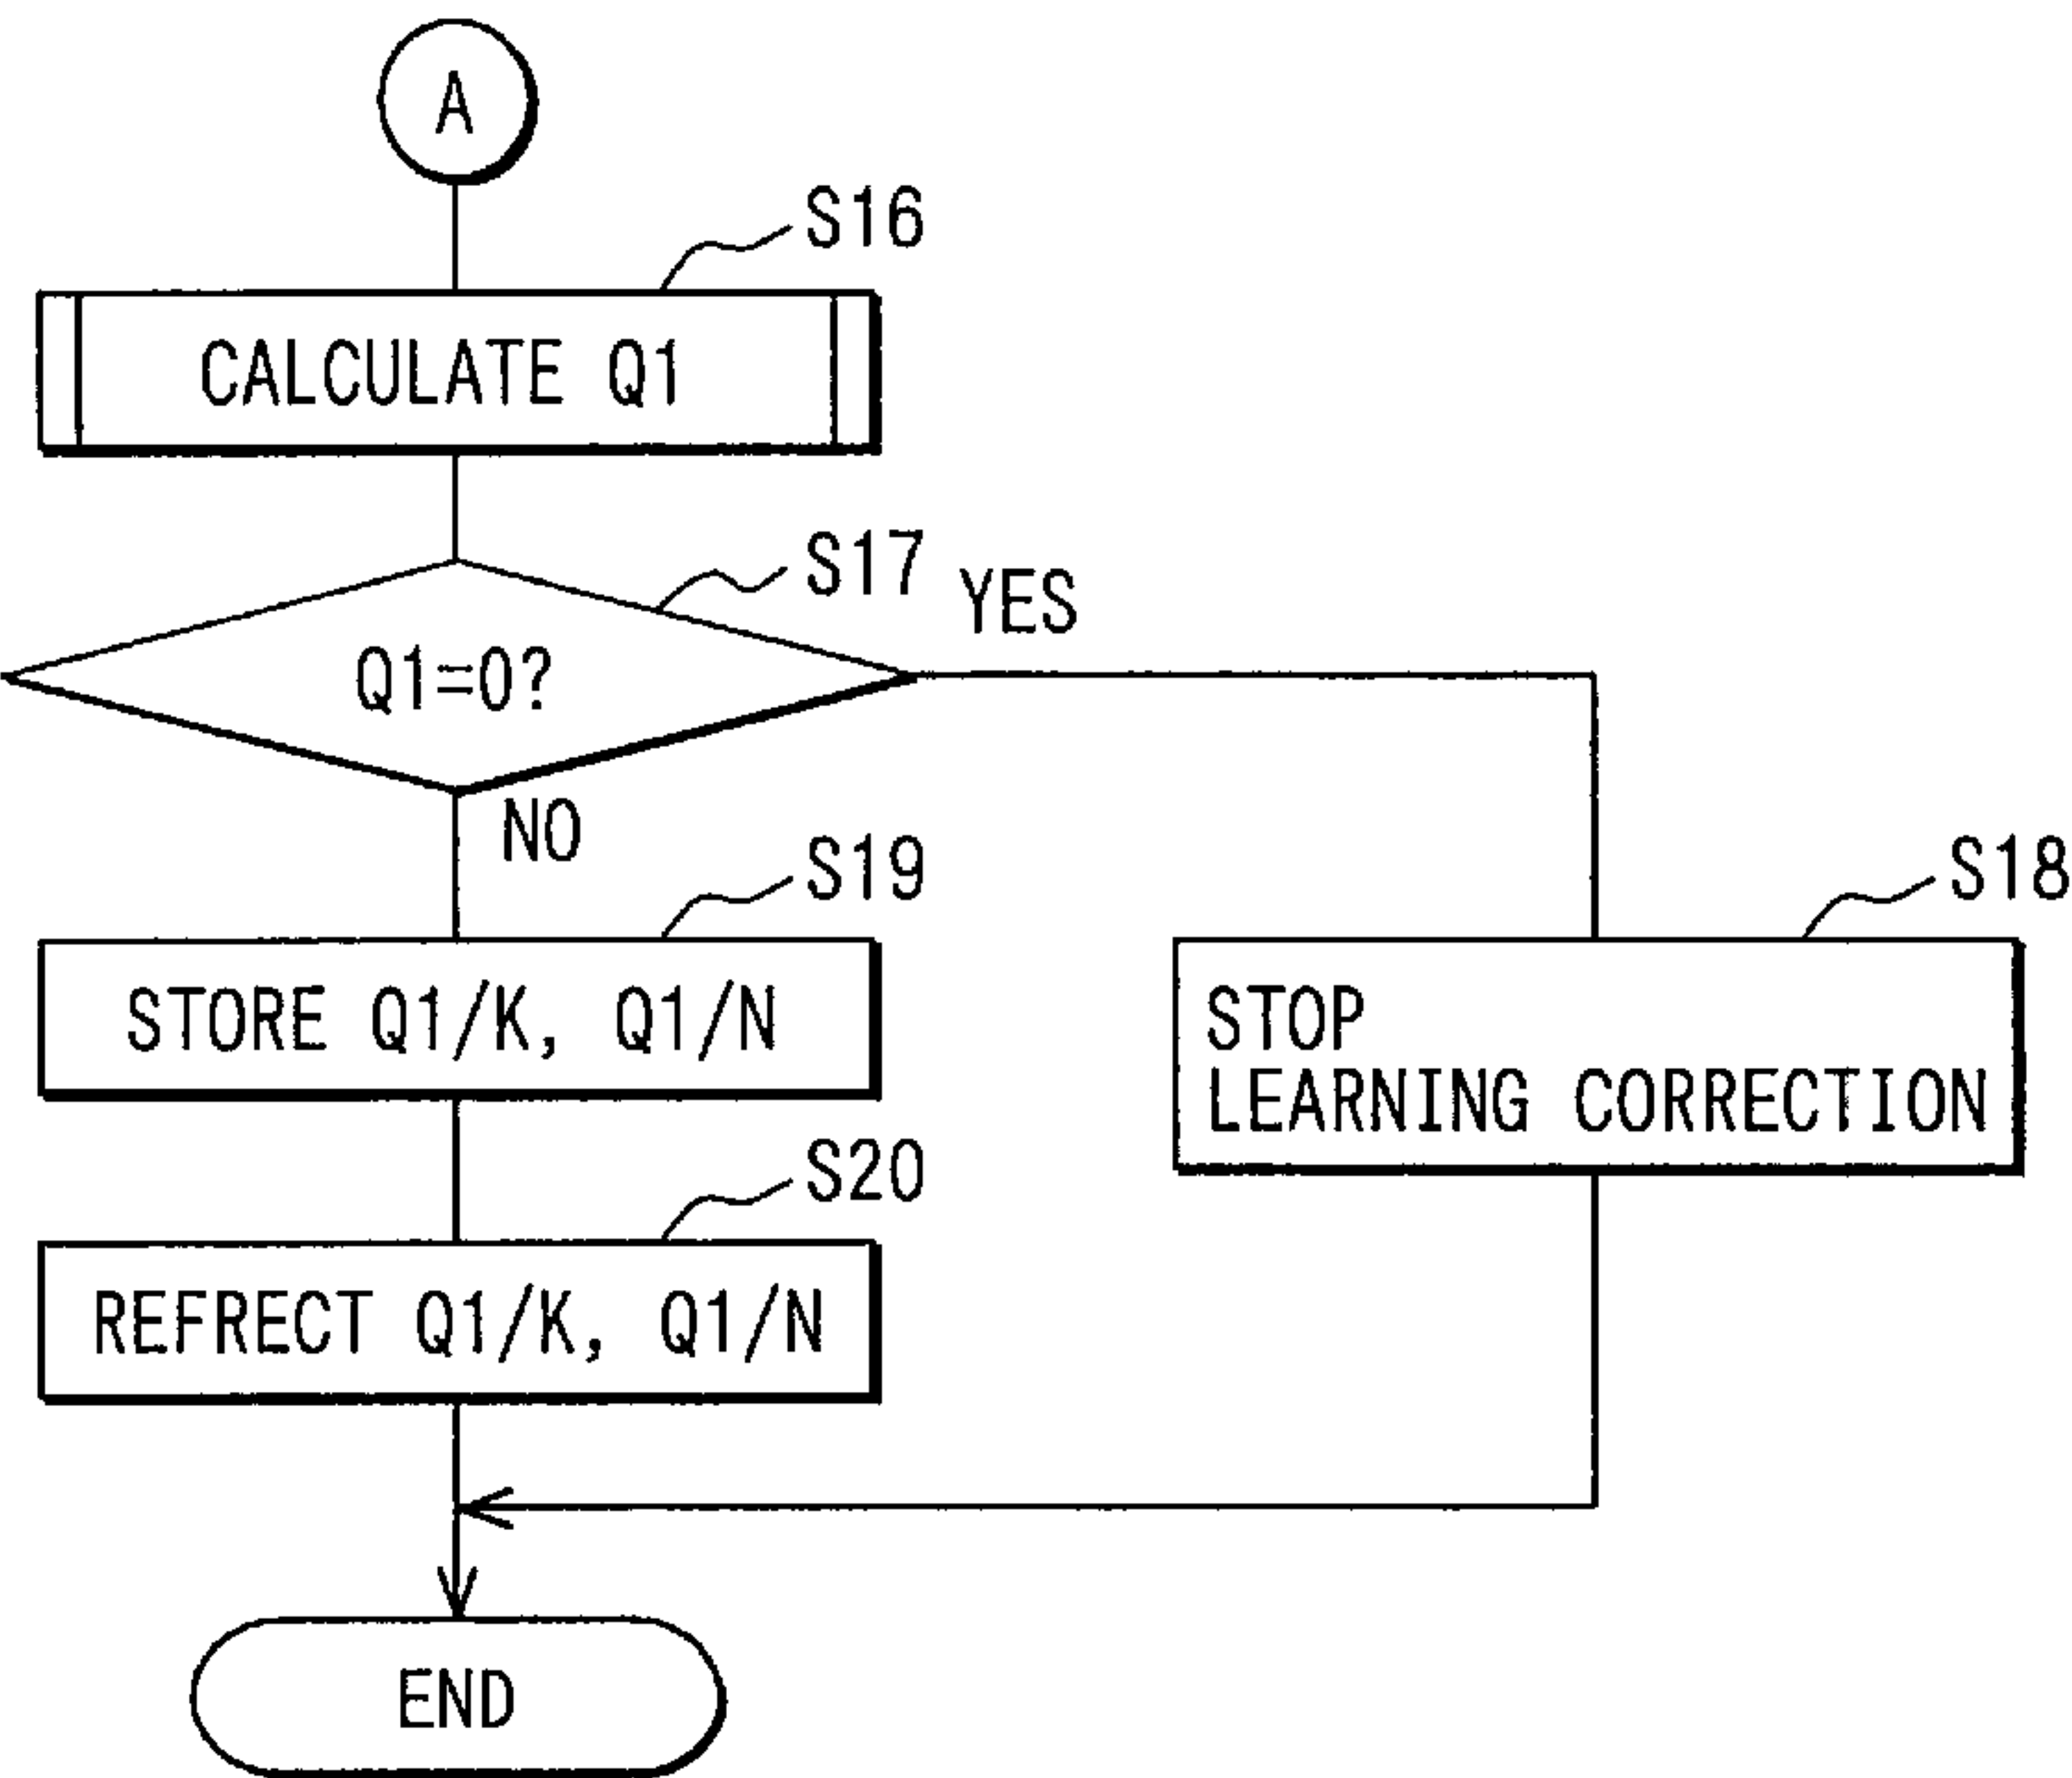 A
S16
CALCULATE Q1
S17
YES
Q1=0?
NO
S19
S18
STORE Q1/K, Q1/N
STOP
LEARNING CORRECTION
S20
REFRECT Q1/K, Q1/N
END